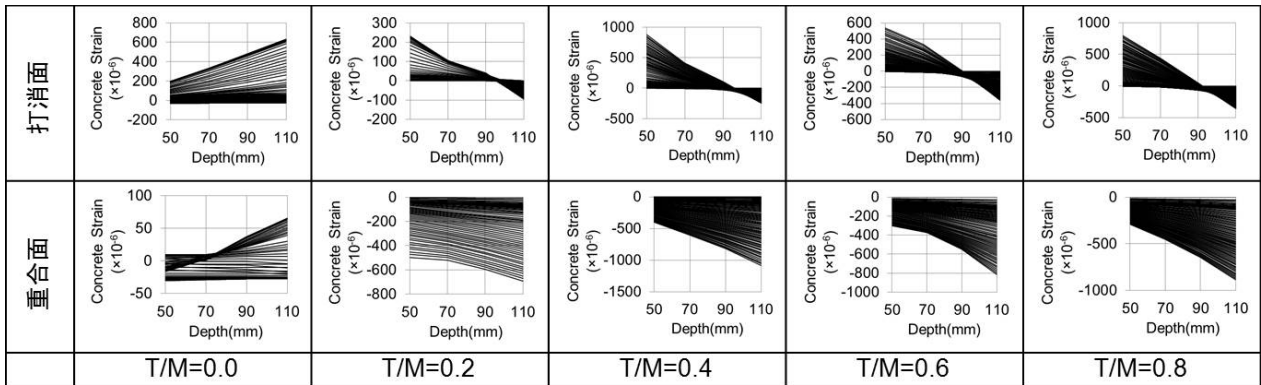 打消面
800
600
400
200
0
-200
50 70 90 110
Concrete Strain
(×10⁻⁶)
Depth(mm)
300
200
100
0
-100
-200
50 70 90 110
Concrete Strain
(×10⁻⁶)
Depth(mm)
1000
500
0
-500
50 70 90 110
Concrete Strain
(×10⁻⁶)
Depth(mm)
600
400
200
0
-200
-400
-600
50 70 90 110
Concrete Strain
(×10⁻⁶)
Depth(mm)
1000
500
0
-500
50 70 90 110
Concrete Strain
(×10⁻⁶)
Depth(mm)
重合面
100
50
0
-50
50 70 90 110
Concrete Strain
(×10⁻⁶)
Depth(mm)
0
-200
-400
-600
-800
50 70 90 110
Concrete Strain
(×10⁻⁶)
Depth(mm)
0
-500
-1000
-1500
50 70 90 110
Concrete Strain
(×10⁻⁶)
Depth(mm)
0
-200
-400
-600
-800
-1000
50 70 90 110
Concrete Strain
(×10⁻⁶)
Depth(mm)
0
-500
-1000
50 70 90 110
Concrete Strain
(×10⁻⁶)
Depth(mm)
T/M=0.0 T/M=0.2 T/M=0.4 T/M=0.6 T/M=0.8